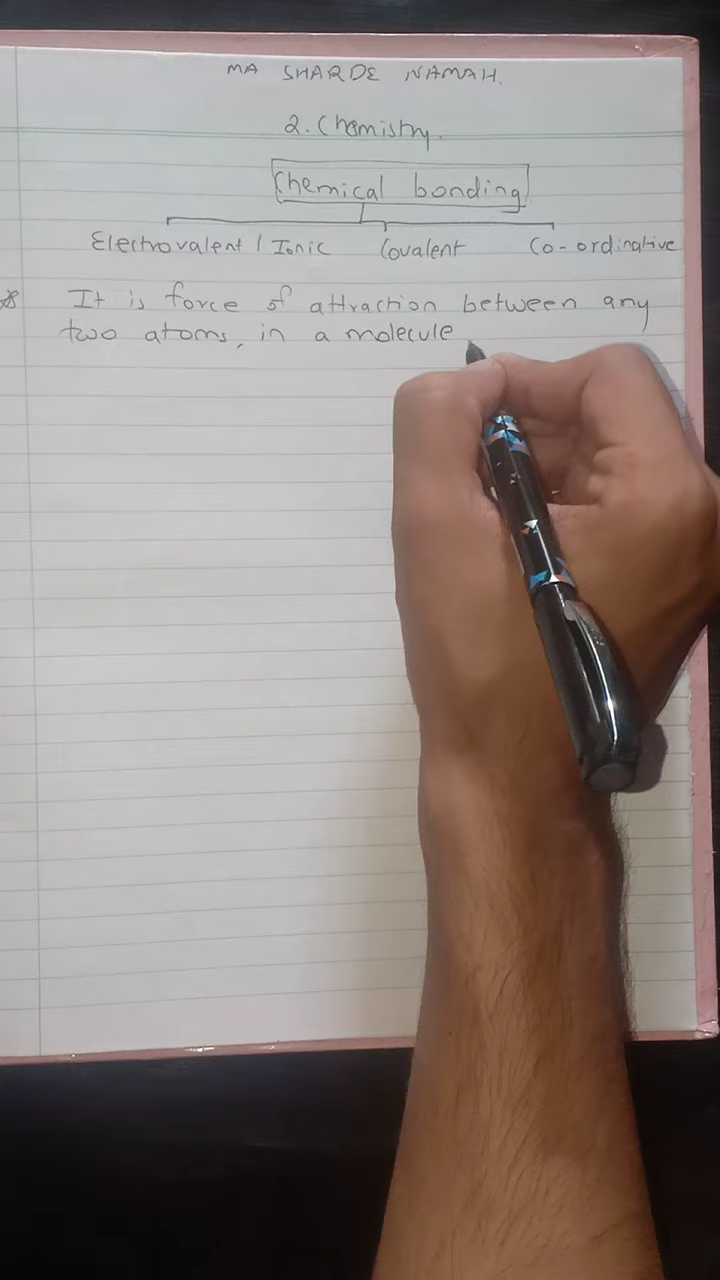 MA SHARDE NAMAH.
2. Chemistry.
Chemical bonding
Electrovalent / Ionic Covalent Co-ordinative
* It is force of attraction between any
two atoms, in a molecule